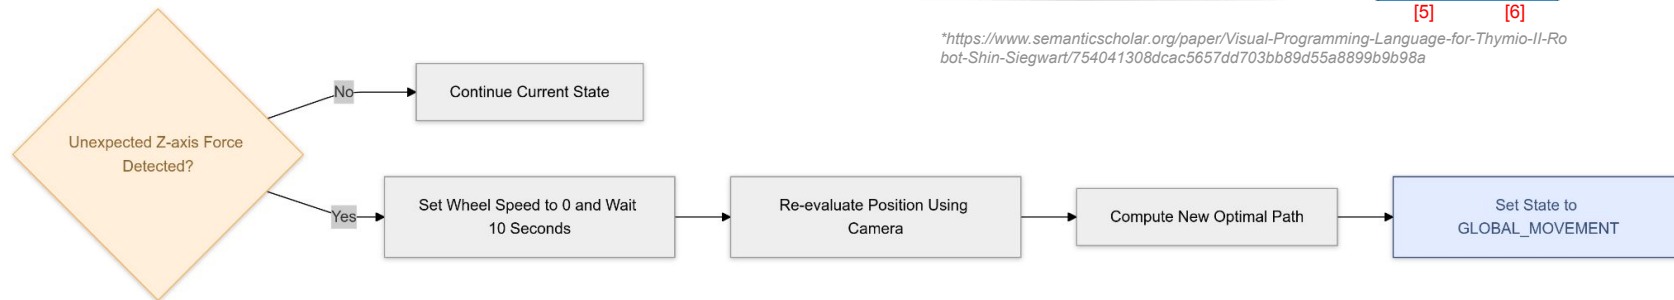 [5] [6]
*https://www.semanticscholar.org/paper/Visual-Programming-Language-for-Thymio-II-Ro
bot-Shin-Siegwart/754041308dcac5657dd703bb89d55a8899b9b98a
Unexpected Z-axis Force
Detected?
No
Continue Current State
Yes
Set Wheel Speed to 0 and Wait
10 Seconds
Re-evaluate Position Using
Camera
Compute New Optimal Path
Set State to
GLOBAL_MOVEMENT